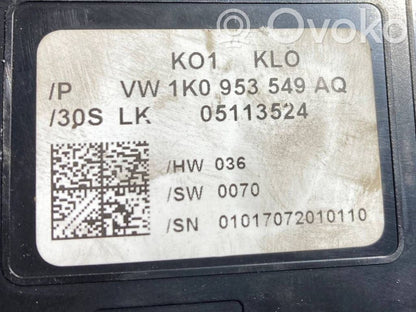 © Ovoko
KO1 KLO
/P VW 1K0 953 549 AQ
/30S LK 05113524
/HW 036
/SW 0070
/SN 01017072010110